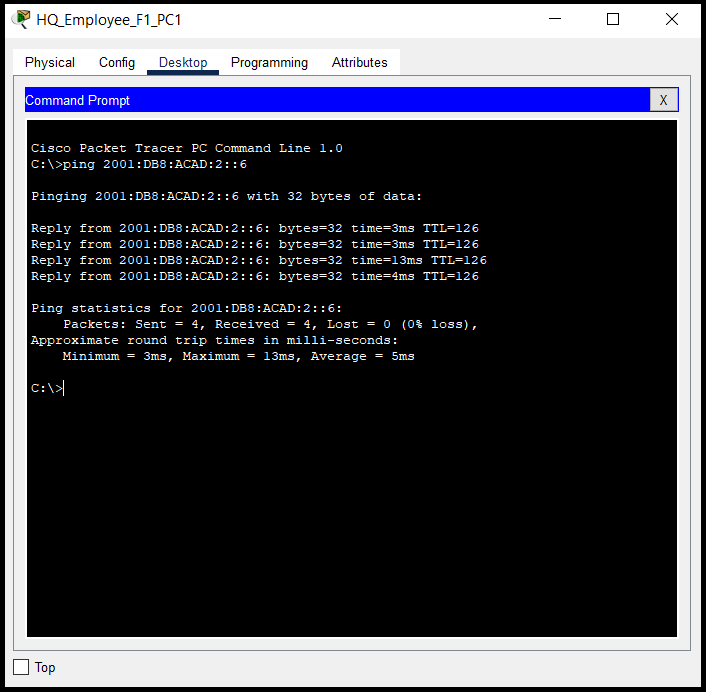 HQ_Employee_F1_PC1
Physical Config Desktop Programming Attributes
Command Prompt X
Cisco Packet Tracer PC Command Line 1.0
C:\>ping 2001:DB8:ACAD:2::6
Pinging 2001:DB8:ACAD:2::6 with 32 bytes of data:
Reply from 2001:DB8:ACAD:2::6: bytes=32 time=3ms TTL=126
Reply from 2001:DB8:ACAD:2::6: bytes=32 time=3ms TTL=126
Reply from 2001:DB8:ACAD:2::6: bytes=32 time=13ms TTL=126
Reply from 2001:DB8:ACAD:2::6: bytes=32 time=4ms TTL=126
Ping statistics for 2001:DB8:ACAD:2::6:
Packets: Sent = 4, Received = 4, Lost = 0 (0% loss),
Approximate round trip times in milli-seconds:
Minimum = 3ms, Maximum = 13ms, Average = 5ms
C:\>
Top